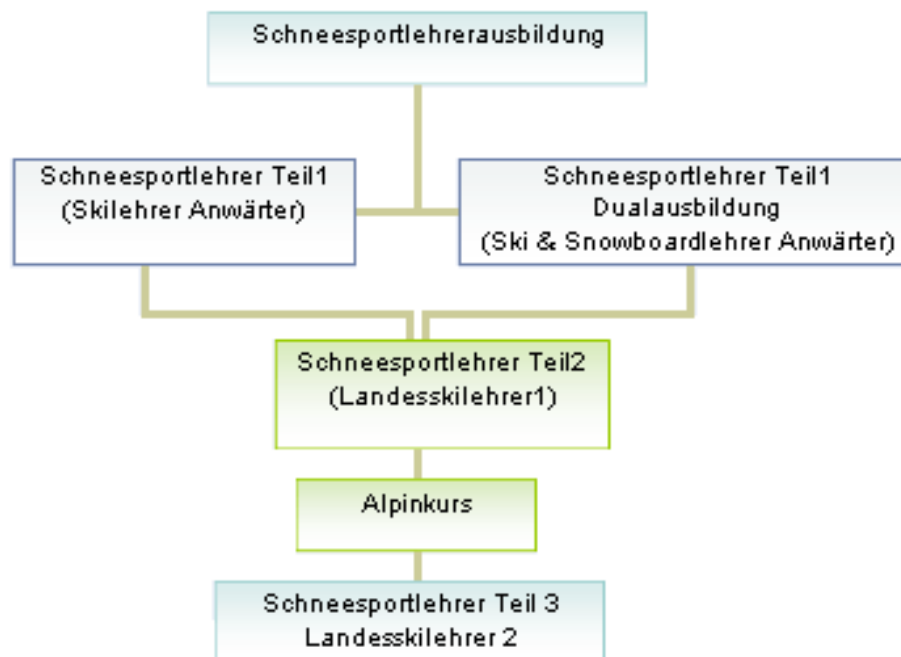 Schneesportlehrerausbildung
Schneesportlehrer Teil1
(Skilehrer Anwärter)
Schneesportlehrer Teil1
Dualausbildung
(Ski & Snowboardlehrer Anwärter)
Schneesportlehrer Teil2
(Landesskilehrer1)
Alpinkurs
Schneesportlehrer Teil 3
Landesskilehrer 2